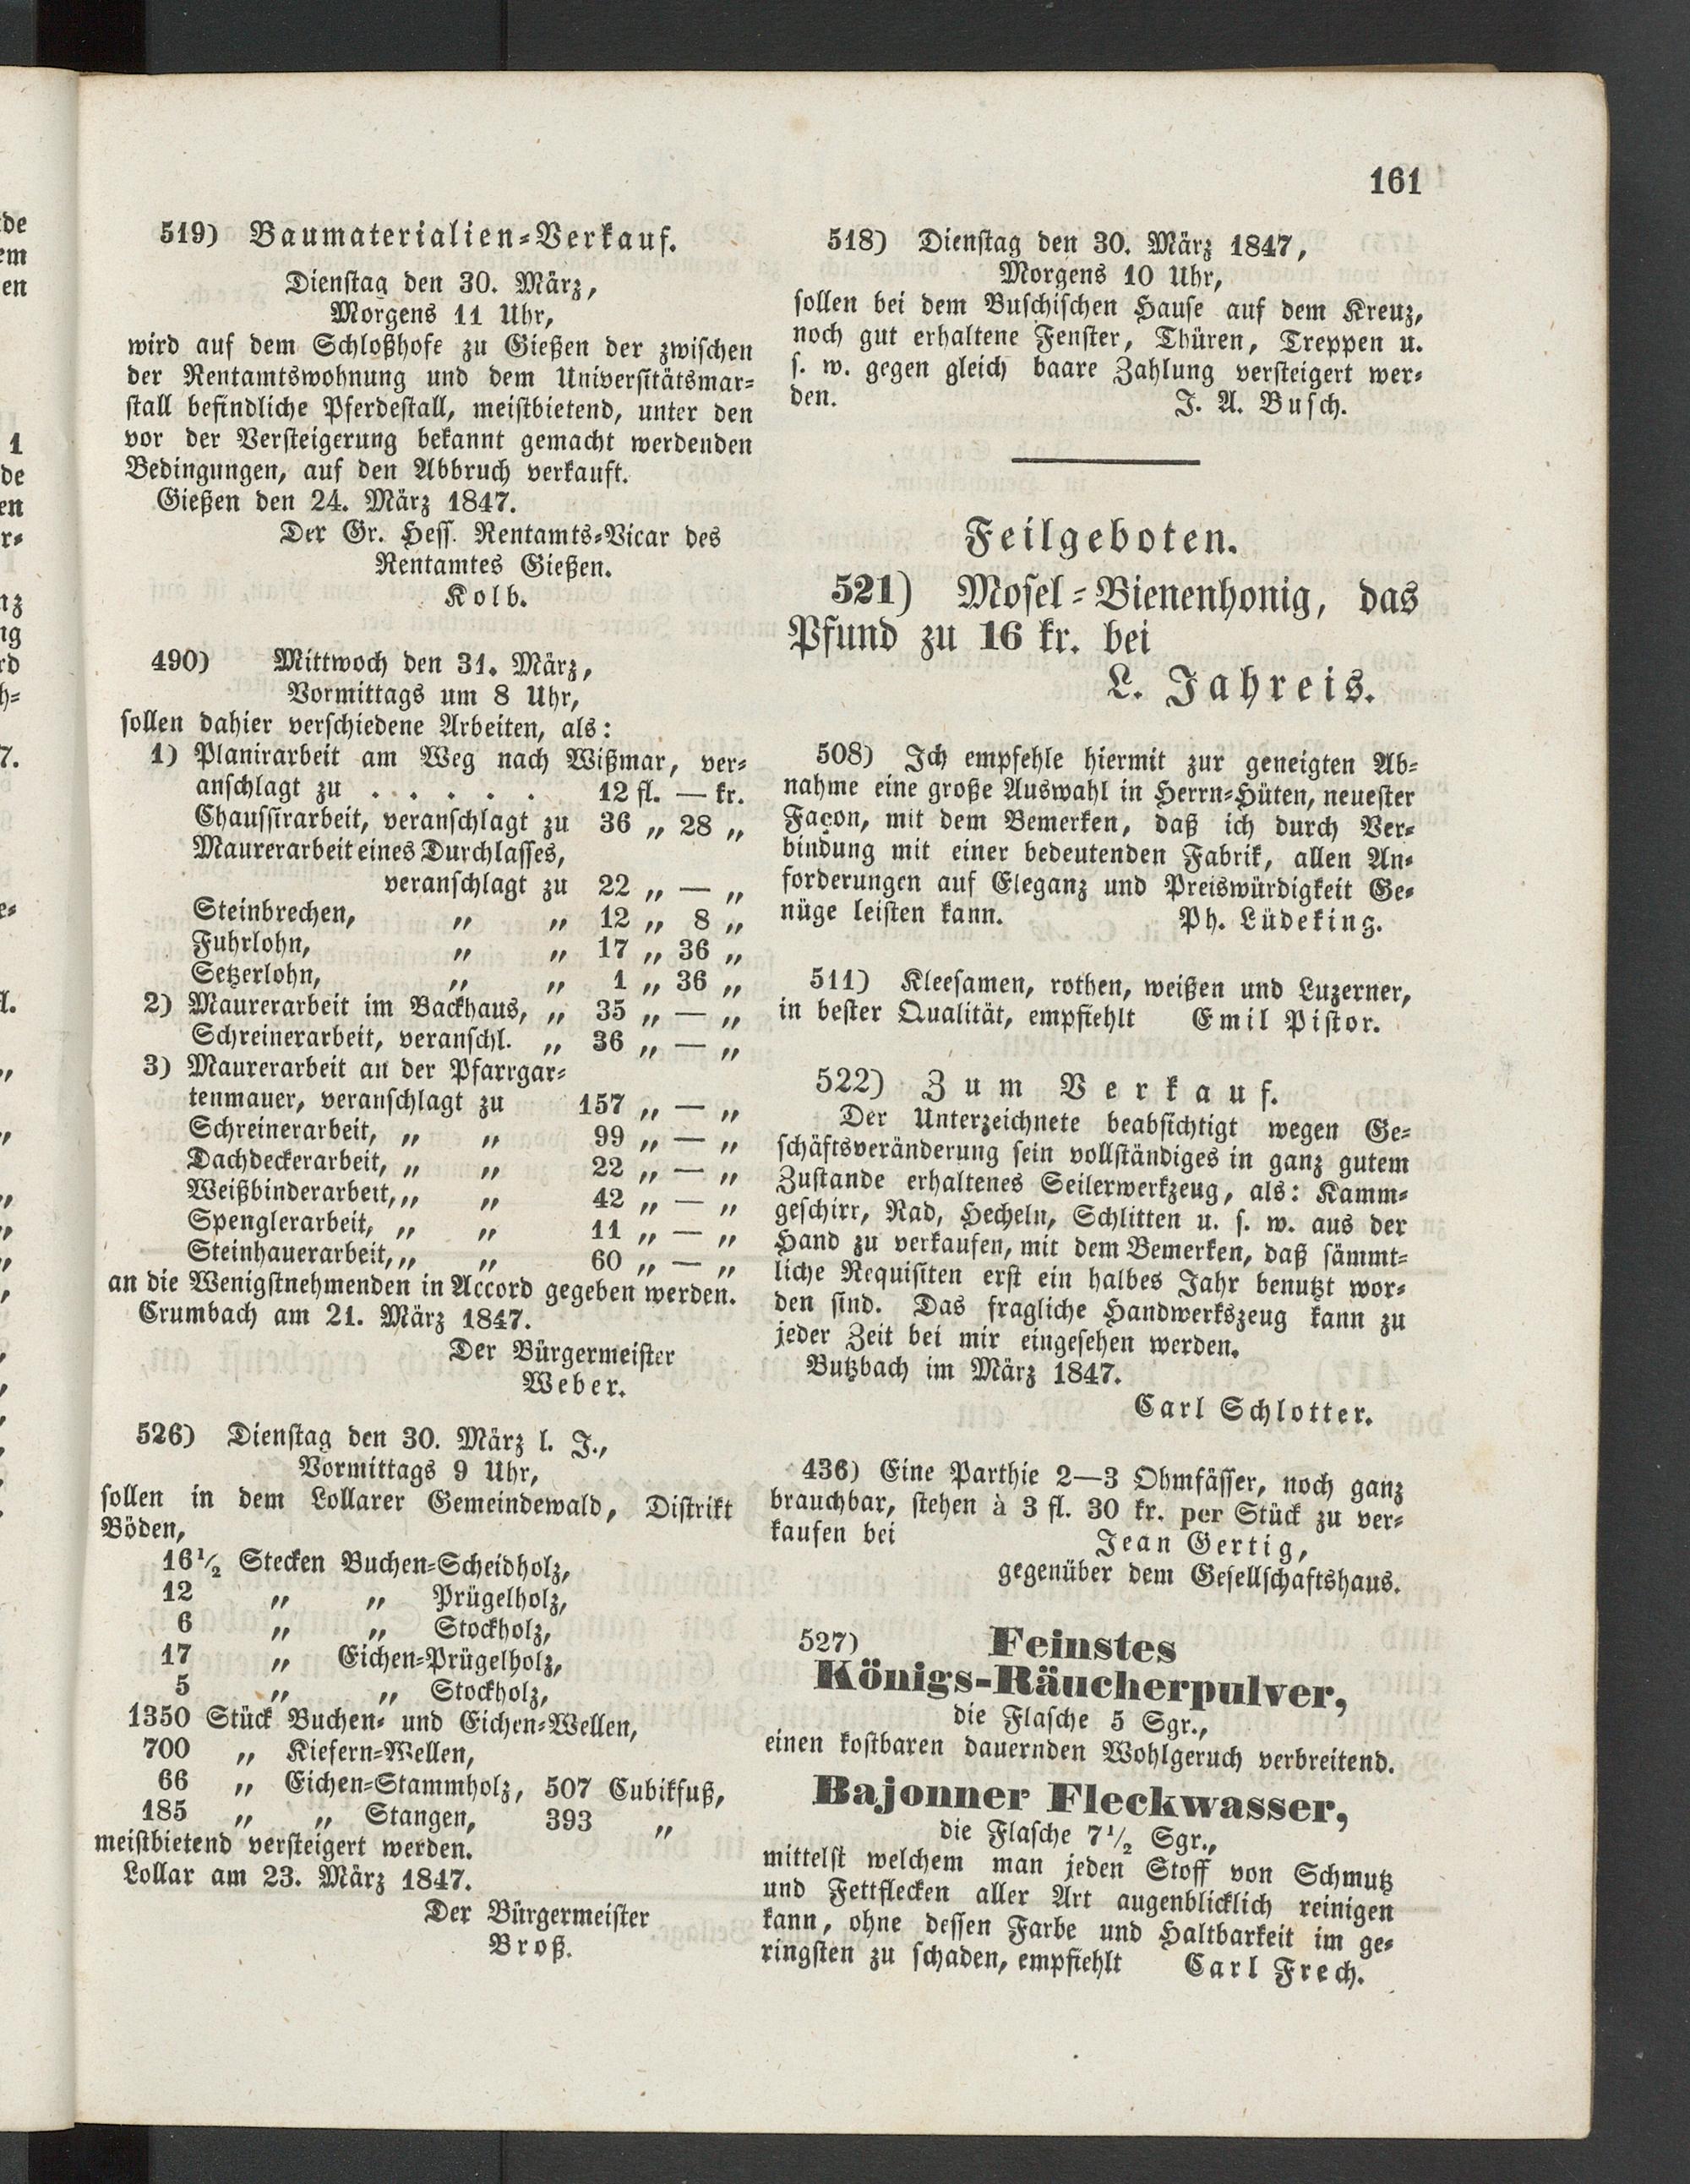 161
519) Baumaterialien-Verkauf.
Dienstag den 30. März,
Morgens 11 Uhr,
wird auf dem Schloßhofe zu Gießen der zwischen
der Rentamtswohnung und dem Universitätsmar-
stall befindliche Pferdestall, meistbietend, unter den
vor der Versteigerung bekannt gemacht werdenden
Bedingungen, auf den Abbruch verkauft.
Gießen den 24. März 1847.
Der Gr. Hess. Rentamts-Vicar des
Rentamtes Gießen.
Kolb.
490) Mittwoch den 31. März,
Vormittags um 8 Uhr,
sollen dahier verschiedene Arbeiten, als:
1) Planirarbeit am Weg nach Wißmar, ver-
anschlagt zu . . . . . 12 fl. — kr.
Chaussirarbeit, veranschlagt zu 36 „ 28 „
Maurerarbeit eines Durchlasses,
veranschlagt zu 22 „ — „
Steinbrechen, „ „ 12 „ 8 „
Fuhrlohn, „ „ 17 „ 36 „
Setzerlohn, „ „ 1 „ 36 „
2) Maurerarbeit im Backhaus, „ 35 „ — „
Schreinerarbeit, veranschl. „ 36 „ — „
3) Maurerarbeit an der Pfarrgar-
tenmauer, veranschlagt zu 157 „ — „
Schreinerarbeit, „ „ 99 „ — „
Dachdeckerarbeit, „ „ 22 „ — „
Weißbinderarbeit, „ „ 42 „ — „
Spenglerarbeit, „ „ 11 „ — „
Steinhauerarbeit, „ „ 60 „ — „
an die Wenigstnehmenden in Accord gegeben werden.
Crumbach am 21. März 1847.
Der Bürgermeister
Weber.
526) Dienstag den 30. März l. J.,
Vormittags 9 Uhr,
sollen in dem Lollarer Gemeindewald, Distrikt
Böden,
16½ Stecken Buchen-Scheidholz,
12 „ „ Prügelholz,
6 „ „ Stockholz,
17 „ Eichen-Prügelholz,
5 „ „ Stockholz,
1350 Stück Buchen- und Eichen-Wellen,
700 „ Kiefern-Wellen,
66 „ Eichen-Stammholz, 507 Cubikfuß,
185 „ „ Stangen, 393 „
meistbietend versteigert werden.
Lollar am 23. März 1847.
Der Bürgermeister
Broß.
518) Dienstag den 30. März 1847,
Morgens 10 Uhr,
sollen bei dem Buschischen Hause auf dem Kreuz,
noch gut erhaltene Fenster, Thüren, Treppen u.
s. w. gegen gleich baare Zahlung versteigert wer-
den. J. A. Busch.
Feilgeboten.
521) Mosel-Bienenhonig, das
Pfund zu 16 kr. bei
L. Jahreis.
508) Ich empfehle hiermit zur geneigten Ab-
nahme eine große Auswahl in Herrn-Hüten, neuester
Façon, mit dem Bemerken, daß ich durch Ver-
bindung mit einer bedeutenden Fabrik, allen An-
forderungen auf Eleganz und Preiswürdigkeit Ge-
nüge leisten kann. Ph. Lüdeking.
511) Kleesamen, rothen, weißen und Luzerner,
in bester Qualität, empfiehlt Emil Pistor.
522) Zum Verkauf.
Der Unterzeichnete beabsichtigt wegen Ge-
schäftsveränderung sein vollständiges in ganz gutem
Zustande erhaltenes Seilerwerkzeug, als: Kamm-
geschirr, Rad, Hecheln, Schlitten u. s. w. aus der
Hand zu verkaufen, mit dem Bemerken, daß sämmt-
liche Requisiten erst ein halbes Jahr benutzt wor-
den sind. Das fragliche Handwerkszeug kann zu
jeder Zeit bei mir eingesehen werden.
Butzbach im März 1847.
Carl Schlotter.
436) Eine Parthie 2—3 Ohmfässer, noch ganz
brauchbar, stehen à 3 fl. 30 kr. per Stück zu ver-
kaufen bei Jean Gertig,
gegenüber dem Gesellschaftshaus.
527) Feinstes
Königs-Räucherpulver,
die Flasche 5 Sgr.,
einen kostbaren dauernden Wohlgeruch verbreitend.
Bajonner Fleckwasser,
die Flasche 7½ Sgr.,
mittelst welchem man jeden Stoff von Schmutz
und Fettflecken aller Art augenblicklich reinigen
kann, ohne dessen Farbe und Haltbarkeit im ge-
ringsten zu schaden, empfiehlt Carl Frech.